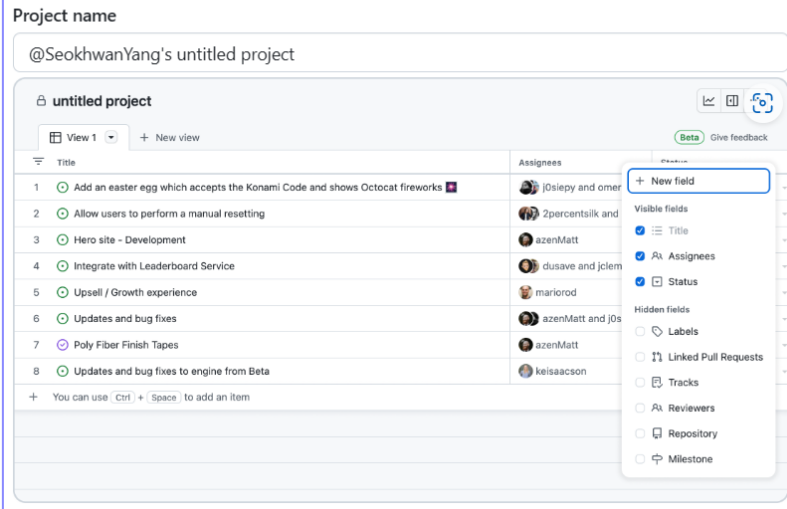 Project name
@SeokhwanYang's untitled project
untitled project
View 1
+ New view
Beta Give feedback
Title Assignees Status
+ New field
1 Add an easter egg which accepts the Konami Code and shows Octocat fireworks 🎆 j0siepy and omer
2 Allow users to perform a manual resetting 2percentsilk and
3 Hero site - Development azenMatt
4 Integrate with Leaderboard Service dusave and jclem
5 Upsell / Growth experience mariorod
6 Updates and bug fixes azenMatt and j0s
7 Poly Fiber Finish Tapes azenMatt
8 Updates and bug fixes to engine from Beta keisaacson
+ You can use Ctrl + Space to add an item
Visible fields
Title
Assignees
Status
Hidden fields
Labels
Linked Pull Requests
Tracks
Reviewers
Repository
Milestone